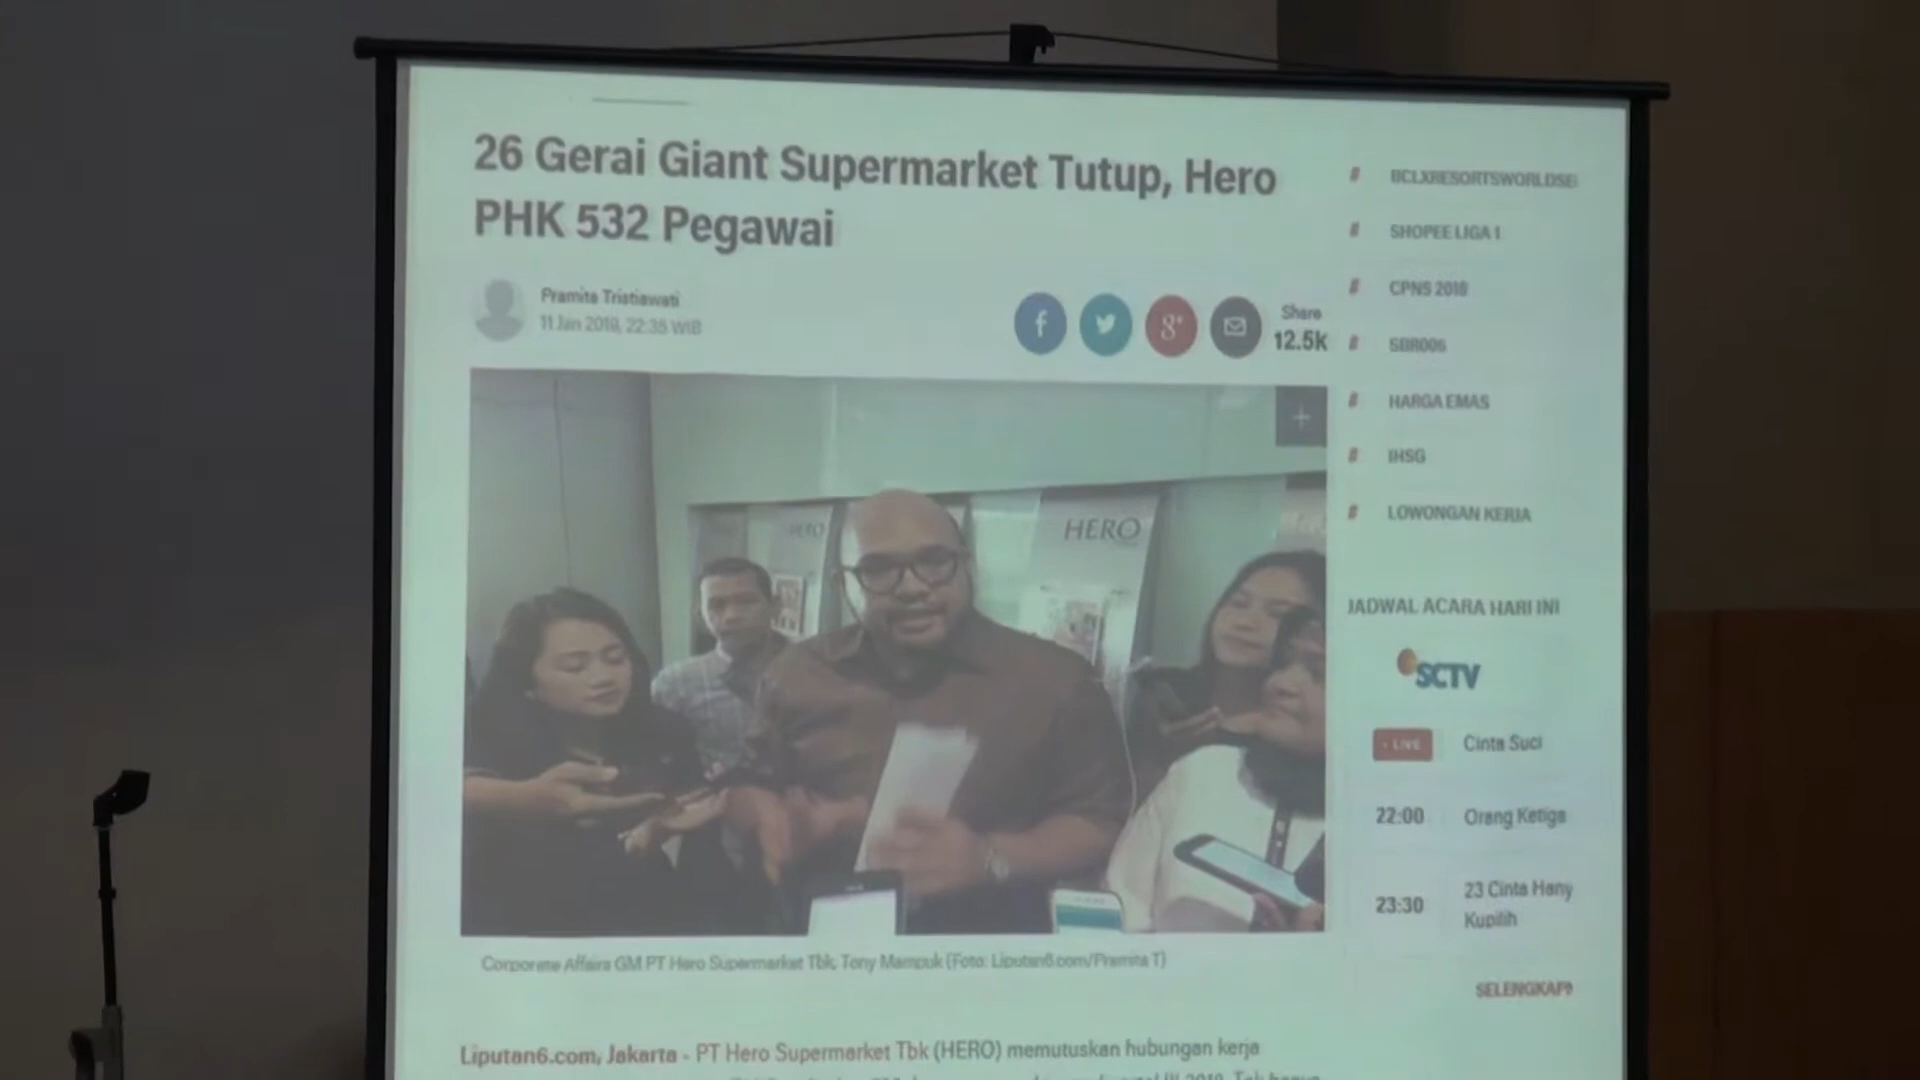 26 Gerai Giant Supermarket Tutup, Hero
PHK 532 Pegawai
Pramita Tristiawati
11 Jan 2019, 22:35 WIB
f
g+
Share
12.5k
+
HERO
HERO
Corporate Affairs GM PT Hero Supermarket Tbk, Tony Mampuk (Foto: Liputan6.com/Pramita T)
Liputan6.com, Jakarta - PT Hero Supermarket Tbk (HERO) memutuskan hubungan kerja
# BCLXRESORTSWORLDSE
# SHOPEE LIGA 1
# CPNS 2018
# SBR005
# HARGA EMAS
# IHSG
# LOWONGAN KERJA
JADWAL ACARA HARI INI
SCTV
• LIVE Cinta Suci
22:00 Orang Ketiga
23:30 23 Cinta Hany
Kupilih